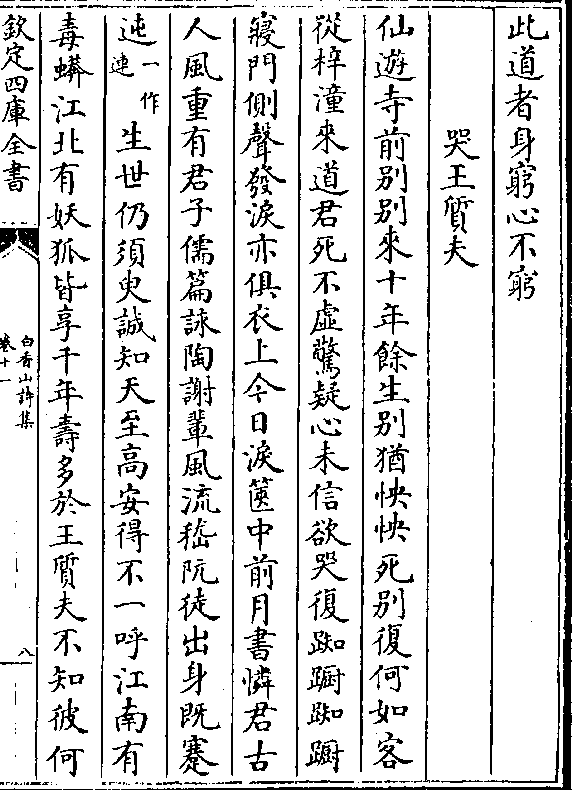 此道者身窮心不窮
哭王質夫
仙遊寺前别别來十年餘生别猶怏怏死别復何如客
從梓潼來道君死不虛驚疑心未信欲哭復踟蹰踟蹰
寢門側聲發淚亦俱衣上今日淚篋中前月書憐君古
人風重有君子儒篇詠陶謝輩風流嵇阮徒出身既蹇
迍一作連生世仍須臾誠知天至高安得不一呼江南有
毒蟒江北有妖狐皆享千年壽多於王質夫不知彼何
欽定四庫全書
白香山詩集
卷十一
八